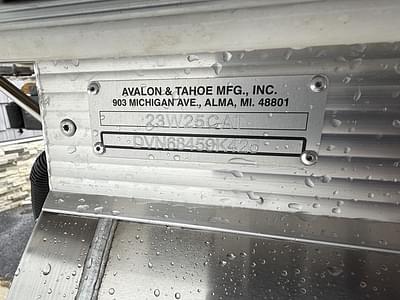 AVALON & TAHOE MFG., INC.
903 MICHIGAN AVE., ALMA, MI. 48801
23W25CAT